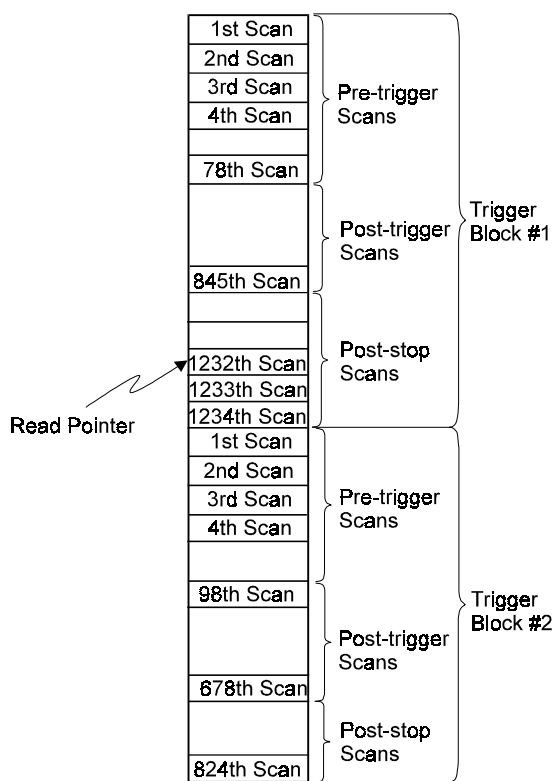 1st Scan
2nd Scan
3rd Scan
4th Scan
78th Scan
Pre-trigger
Scans
Post-trigger
Scans
845th Scan
Trigger
Block #1
Post-stop
Scans
1232th Scan
1233th Scan
1234th Scan
Read Pointer
1st Scan
2nd Scan
3rd Scan
4th Scan
Pre-trigger
Scans
98th Scan
Post-trigger
Scans
678th Scan
Trigger
Block #2
Post-stop
Scans
824th Scan